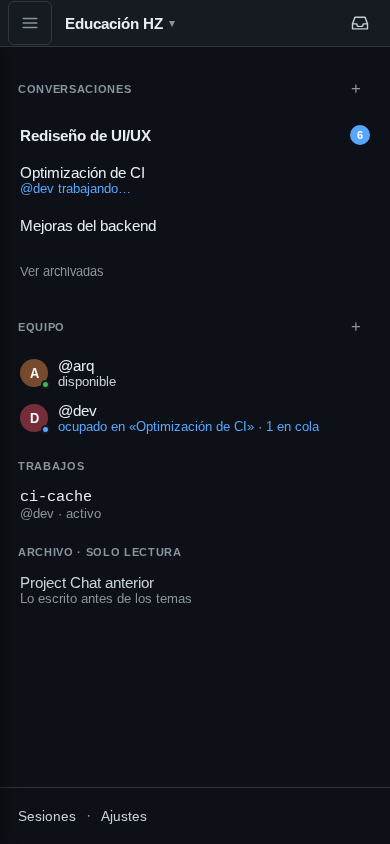 Educación HZ ▾
CONVERSACIONES +
Rediseño de UI/UX 6
Optimización de CI
@dev trabajando…
Mejoras del backend
Ver archivadas
EQUIPO +
A @arq
disponible
D @dev
ocupado en «Optimización de CI» · 1 en cola
TRABAJOS
ci-cache
@dev · activo
ARCHIVO · SOLO LECTURA
Project Chat anterior
Lo escrito antes de los temas
Sesiones · Ajustes